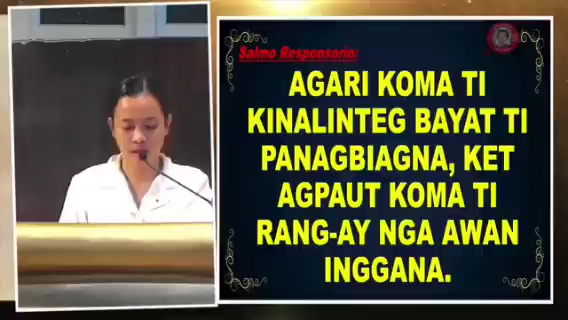 Salmo Responsorio:
AGARI KOMA TI
KINALINTEG BAYAT TI
PANAGBIAGNA, KET
AGPAUT KOMA TI
RANG-AY NGA AWAN
INGGANA.